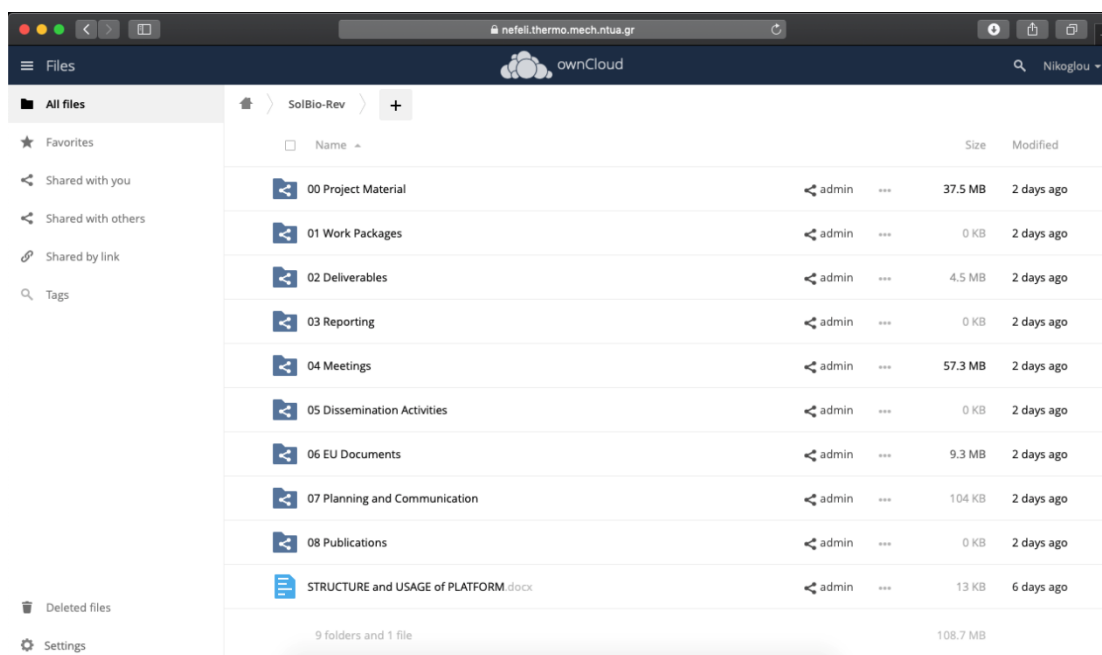 nefeli.thermo.mech.ntua.gr
Files ownCloud Nikoglou
All files SolBio-Rev +
Favorites Name Size Modified
Shared with you
00 Project Material admin 37.5 MB 2 days ago
Shared with others
01 Work Packages admin 0 KB 2 days ago
Shared by link
02 Deliverables admin 4.5 MB 2 days ago
Tags
03 Reporting admin 0 KB 2 days ago
04 Meetings admin 57.3 MB 2 days ago
05 Dissemination Activities admin 0 KB 2 days ago
06 EU Documents admin 9.3 MB 2 days ago
07 Planning and Communication admin 104 KB 2 days ago
08 Publications admin 0 KB 2 days ago
STRUCTURE and USAGE of PLATFORM.docx admin 13 KB 6 days ago
Deleted files
9 folders and 1 file 108.7 MB
Settings